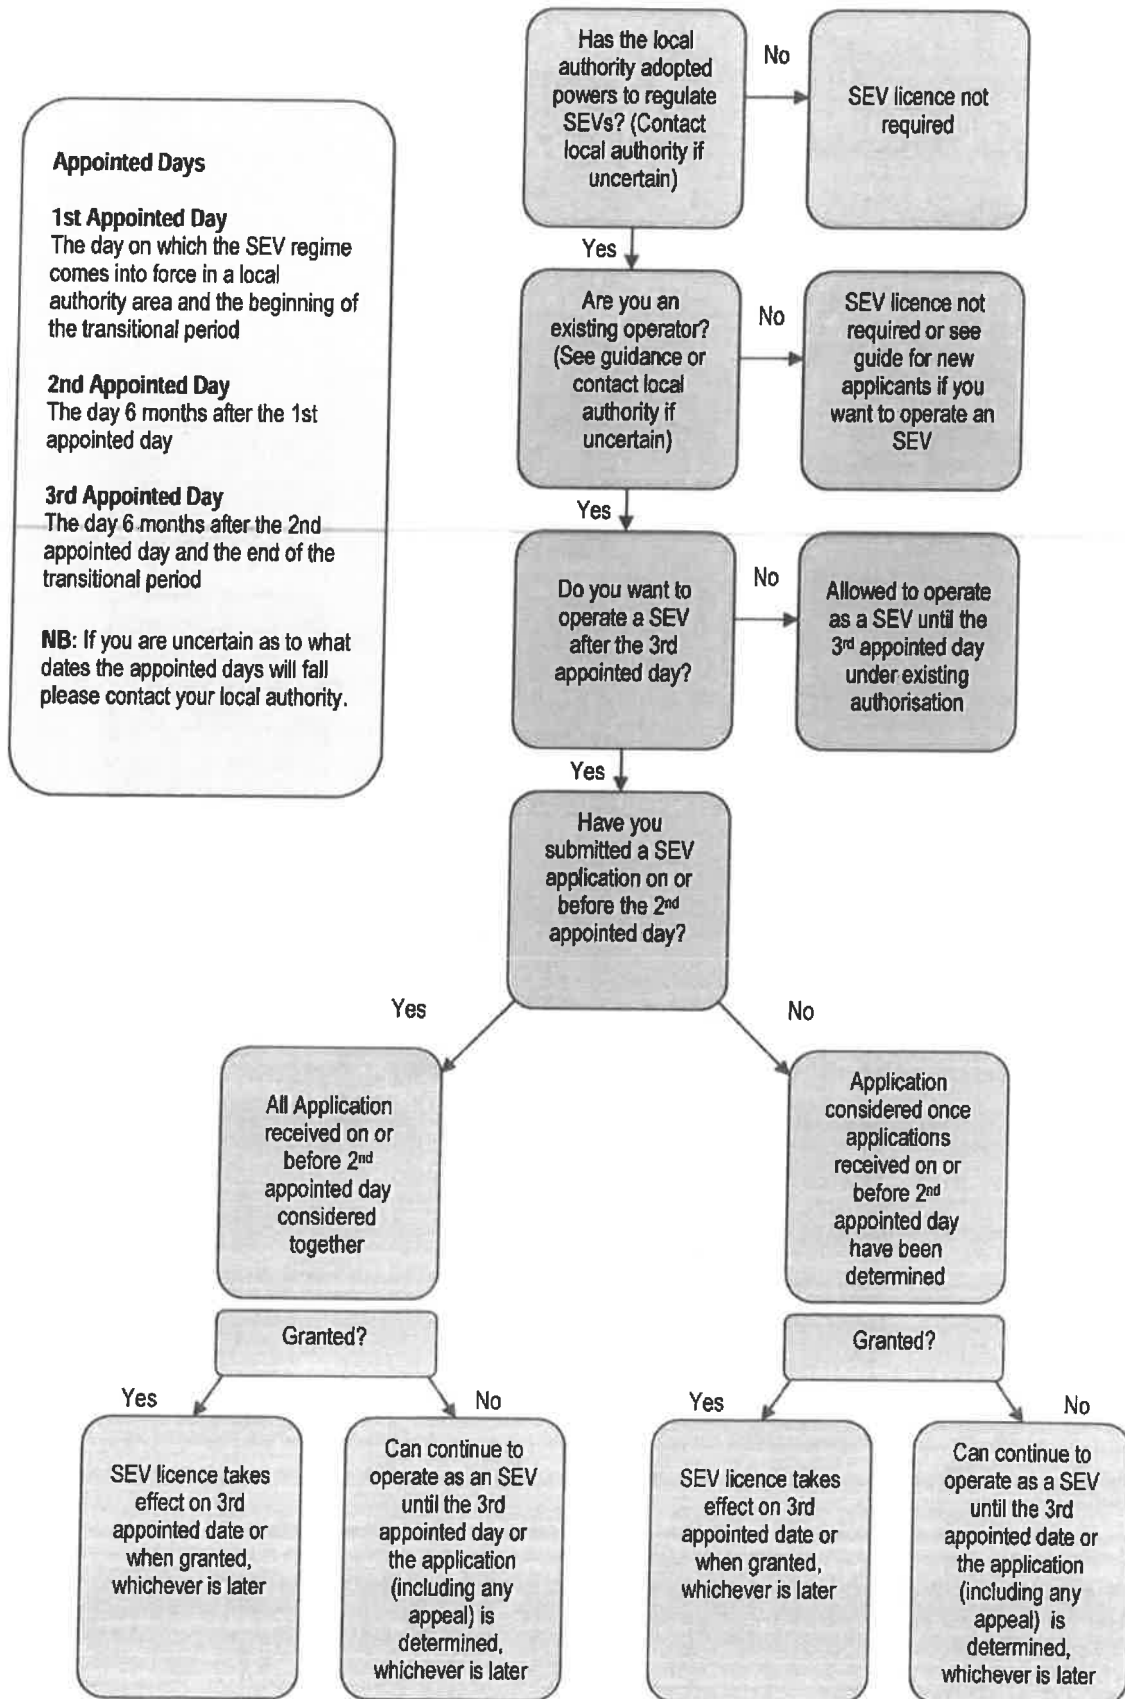 Appointed Days
1st Appointed Day
The day on which the SEV regime
comes into force in a local
authority area and the beginning of
the transitional period
2nd Appointed Day
The day 6 months after the 1st
appointed day
3rd Appointed Day
The day 6 months after the 2nd
appointed day and the end of the
transitional period
NB: If you are uncertain as to what
dates the appointed days will fall
please contact your local authority.
Has the local
authority adopted
powers to regulate
SEVs? (Contact
local authority if
uncertain)
No
SEV licence not
required
Yes
Are you an
existing operator?
(See guidance or
contact local
authority if
uncertain)
No
SEV licence not
required or see
guide for new
applicants if you
want to operate an
SEV
Yes
Do you want to
operate a SEV
after the 3rd
appointed day?
No
Allowed to operate
as a SEV until the
3rd appointed day
under existing
authorisation
Yes
Have you
submitted a SEV
application on or
before the 2nd
appointed day?
Yes
No
All Application
received on or
before 2nd
appointed day
considered
together
Application
considered once
applications
received on or
before 2nd
appointed day
have been
determined
Granted?
Granted?
Yes
No
Yes
No
SEV licence takes
effect on 3rd
appointed date or
when granted,
whichever is later
Can continue to
operate as an SEV
until the 3rd
appointed day or
the application
(including any
appeal) is
determined,
whichever is later
SEV licence takes
effect on 3rd
appointed date or
when granted,
whichever is later
Can continue to
operate as a SEV
until the 3rd
appointed date or
the application
(including any
appeal) is
determined,
whichever is later